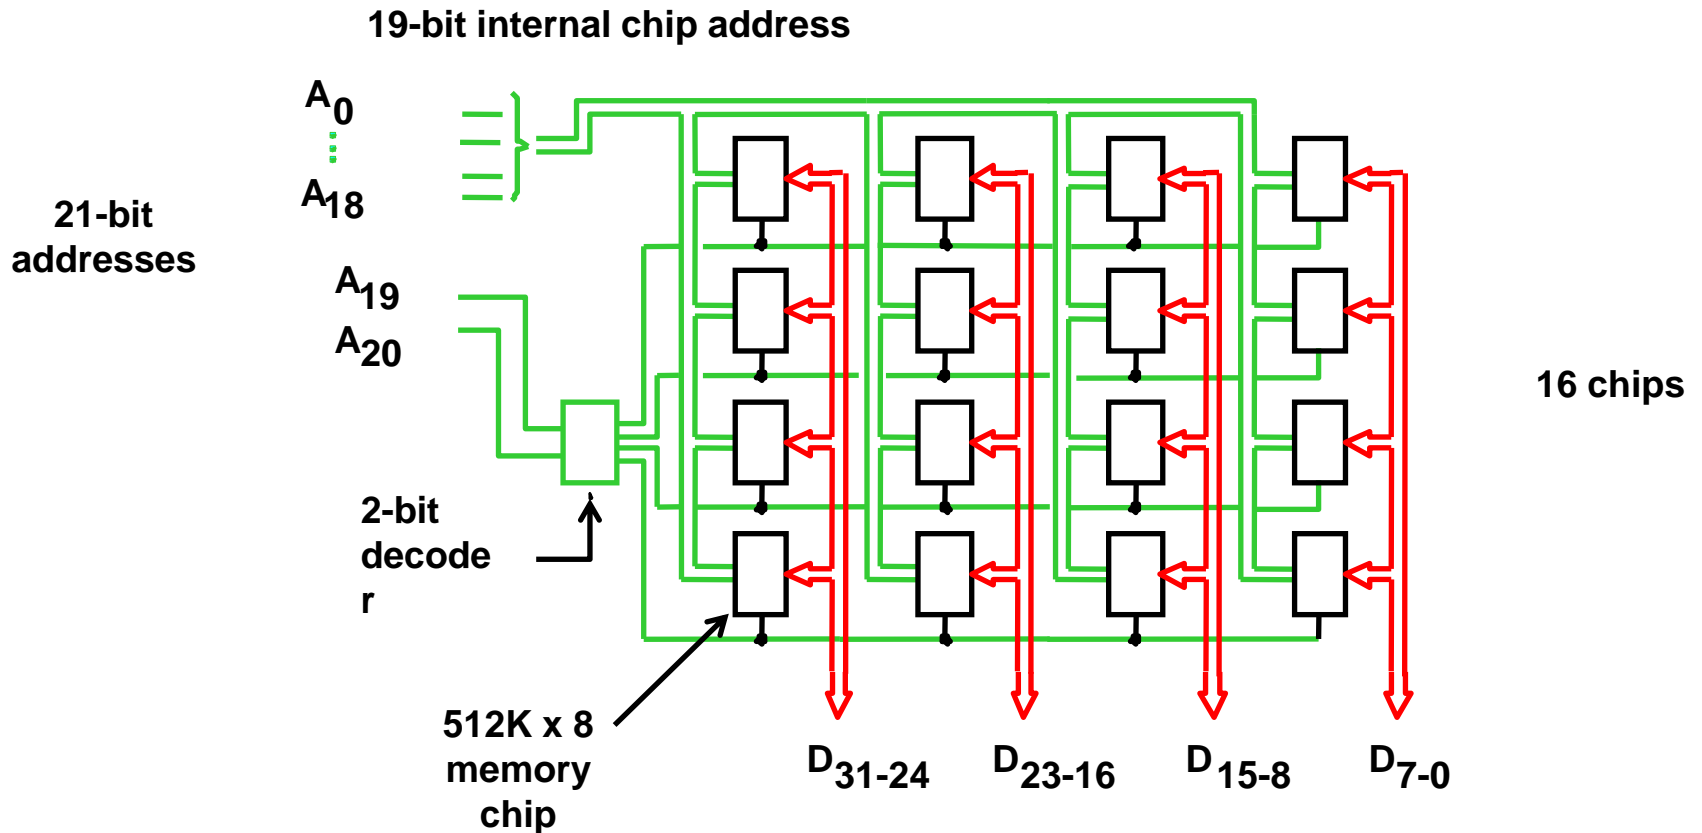 19-bit internal chip address
A0
A18
21-bit
addresses
A19
A20
16 chips
2-bit
decode
r
512K x 8
memory
chip
D31-24
D23-16
D15-8
D7-0